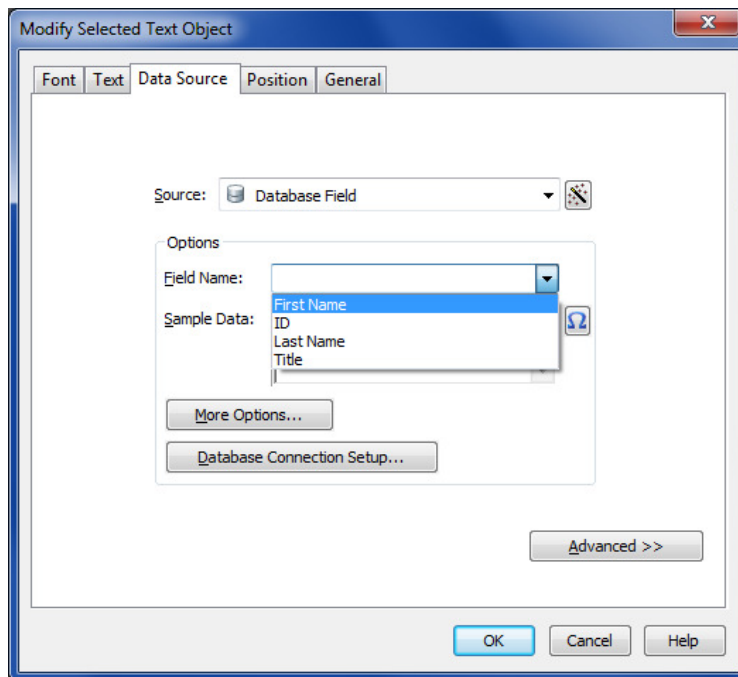 Modify Selected Text Object
Font Text Data Source Position General
Source: Database Field
Options
Field Name:
First Name
Sample Data:
ID
Last Name
Title
More Options...
Database Connection Setup...
Advanced >>
OK Cancel Help